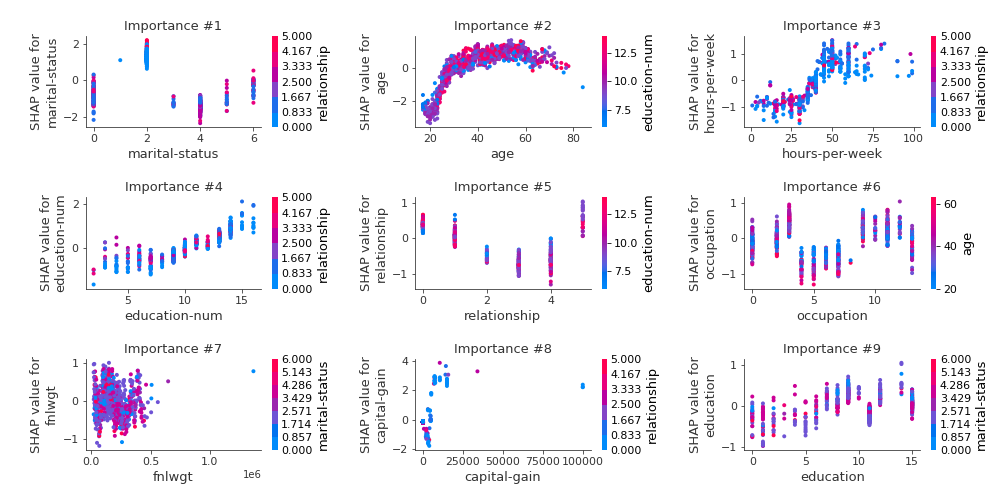 Importance #1
SHAP value for
marital-status
2
0
−2
0
2
4
6
marital-status
5.000
4.167
3.333
2.500
1.667
0.833
0.000
relationship
Importance #2
SHAP value for
age
0
−2
20
40
60
80
age
12.5
10.0
7.5
education-num
Importance #3
SHAP value for
hours-per-week
1
0
−1
0
25
50
75
100
hours-per-week
5.000
4.167
3.333
2.500
1.667
0.833
0.000
relationship
Importance #4
SHAP value for
education-num
2
0
5
10
15
education-num
5.000
4.167
3.333
2.500
1.667
0.833
0.000
relationship
Importance #5
SHAP value for
relationship
1
0
−1
0
2
4
relationship
12.5
10.0
7.5
education-num
Importance #6
SHAP value for
occupation
1
0
−1
0
5
10
occupation
60
40
20
age
Importance #7
SHAP value for
fnlwgt
1
0
−1
0.0
0.5
1.0
1e6
fnlwgt
6.000
5.143
4.286
3.429
2.571
1.714
0.857
0.000
marital-status
Importance #8
SHAP value for
capital-gain
4
2
0
−2
0
25000
50000
75000
100000
capital-gain
5.000
4.167
3.333
2.500
1.667
0.833
0.000
relationship
Importance #9
SHAP value for
education
1
0
−1
0
5
10
15
education
6.000
5.143
4.286
3.429
2.571
1.714
0.857
0.000
marital-status